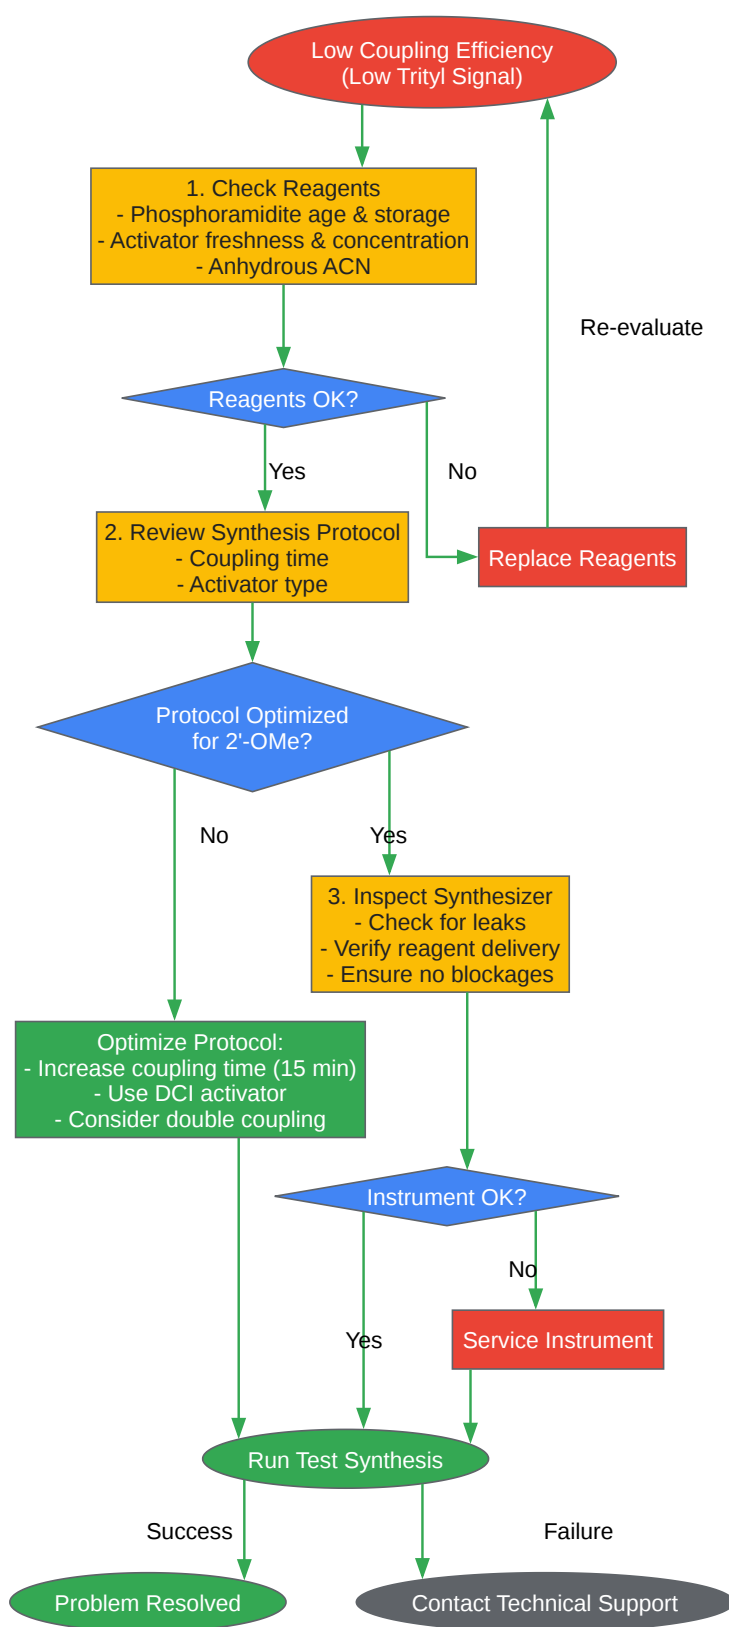 Low Coupling Efficiency
(Low Trityl Signal)
1. Check Reagents
- Phosphoramidite age & storage
- Activator freshness & concentration
- Anhydrous ACN
Re-evaluate
Reagents OK?
Yes
No
2. Review Synthesis Protocol
- Coupling time
- Activator type
Replace Reagents
Protocol Optimized
for 2'-OMe?
No
Yes
3. Inspect Synthesizer
- Check for leaks
- Verify reagent delivery
- Ensure no blockages
Optimize Protocol:
- Increase coupling time (15 min)
- Use DCI activator
- Consider double coupling
Instrument OK?
No
Yes
Service Instrument
Run Test Synthesis
Success
Failure
Problem Resolved
Contact Technical Support